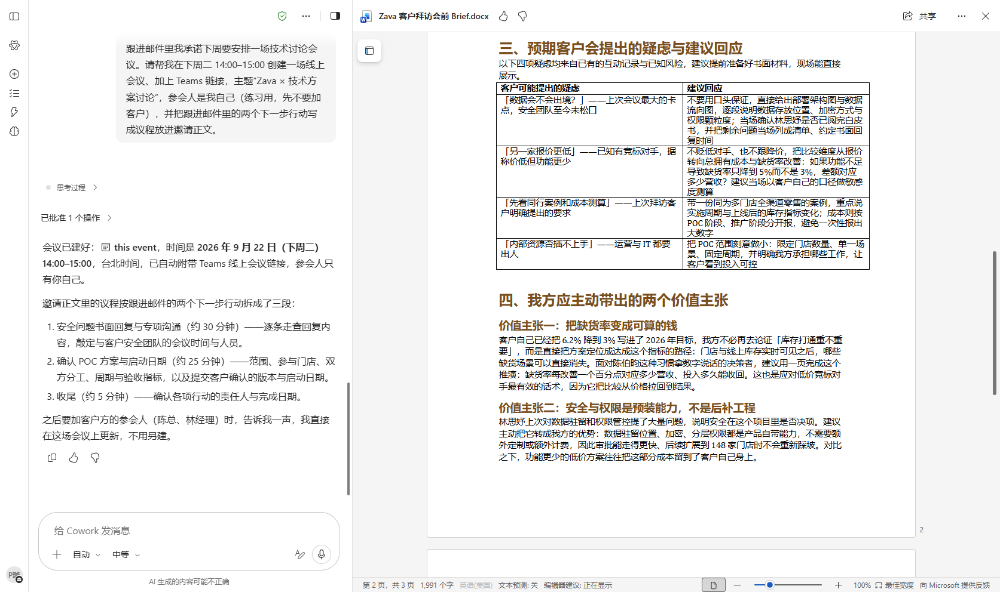 跟进邮件里我承诺下周要安排一场技术讨论会
议。请帮我在下周二 14:00–15:00 创建一场线上
会议、加上 Teams 链接，主题“Zava × 技术方
案讨论”，参会人是我自己（练习用，先不要加
客户），并把跟进邮件里的两个下一步行动写
成议程放进邀请正文。
思考过程
已批准 1 个操作
会议已建好： this event，时间是 2026 年 9 月 22 日（下周二）
14:00–15:00，台北时间，已自动附带 Teams 线上会议链接，参会人只
有你自己。
邀请正文里的议程按跟进邮件的两个下一步行动拆成了三段：
1. 安全问题书面回复与专项沟通（约 30 分钟）——逐条走查回复内
容，敲定与客户安全团队的会议时间与人员。
2. 确认 POC 方案与启动日期（约 25 分钟）——范围、参与门店、双
方分工、周期与验收指标，以及提交客户确认的版本与启动日期。
3. 收尾（约 5 分钟）——确认各项行动的责任人与完成日期。
之后要加客户方的参会人（陈总、林经理）时，告诉我一声，我直接
在这场会议上更新，不用另建。
给 Cowork 发消息
自动
中等
AI 生成的内容可能不正确
P辦
Zava 客户拜访会前 Brief.docx
共享
三、预期客户会提出的疑虑与建议回应
以下四项疑虑均来自已有的互动记录与已知风险，建议提前准备好书面材料，现场能直接
展示。
客户可能提出的疑虑
建议回应
「数据会不会出境？」——上次会议最大的卡
点，安全团队至今未松口
不要用口头保证，直接给出部署架构图与数据
流向图，逐段说明数据存放位置、加密方式与
权限颗粒度；当场确认林思妤是否已阅完白皮
书，并把剩余问题当场列成清单、约定书面回
复时间
「另一家报价更低」——已知有竟标对手，据
称价低但功能更少
不贬低对手、也不跟降价，把比较维度从报价
转向总拥有成本与缺货率改善：如果功能不足
导致缺货率只降到 5%而不是 3%，差额对应
多少营收？建议当场以客户自己的口径做敏感
度测算
「先看同行案例和成本测算」——上次拜访客
户明确提出的要求
带一份同为多门店全渠道零售的案例，重点说
实施周期与上线后的库存指标变化；成本则按
POC 阶段、推广阶段分开报，避免一次性报出
大数字
「内部资源否插不上手」——运营与 IT 都要
出人
把 POC 范围刻意做小：限定门店数量、单一场
景、固定周期，并明确我方承担哪些工作，让
客户看到投入可控
四、我方应主动带出的两个价值主张
价值主张一：把缺货率变成可算的钱
客户自己已经把 6.2% 降到 3% 写进了 2026 年目标，我方不必再去论证「库存打通重不重
要」，而是直接把方案定位成达成这个指标的路径：门店与线上库存实时可见之后，哪些
缺货场景可以直接消失。面对陈伯昀这种习惯拿数字说话的决策者，建议用一页完成这个
推演：缺货率每改善一个百分点对应多少营收、投入多久能收回。这也是应对低价竞标对
手最有效的话术，因为它把比较从价格拉回到结果。
价值主张二：安全与权限是预装能力，不是后补工程
林思妤上次对数据驻留和权限管控提了大量问题，说明安全在这个项目里是否决项。建议
主动把它转成我方的优势：数据驻留位置、加密、分层权限都是产品自带能力，不需要额
外定制或额外计费，因此审批能走得更快、后续扩展到 148 家门店时不会重新踩坡。对比
之下，功能更少的低价方案往往把这部分成本留到了客户自己身上。
2
第 2 页，共 3 页 1,991 个字 英语(美国) 文本预测: 关 编辑器建议: 正在显示
100% 最佳宽度 向 Microsoft 提供反馈